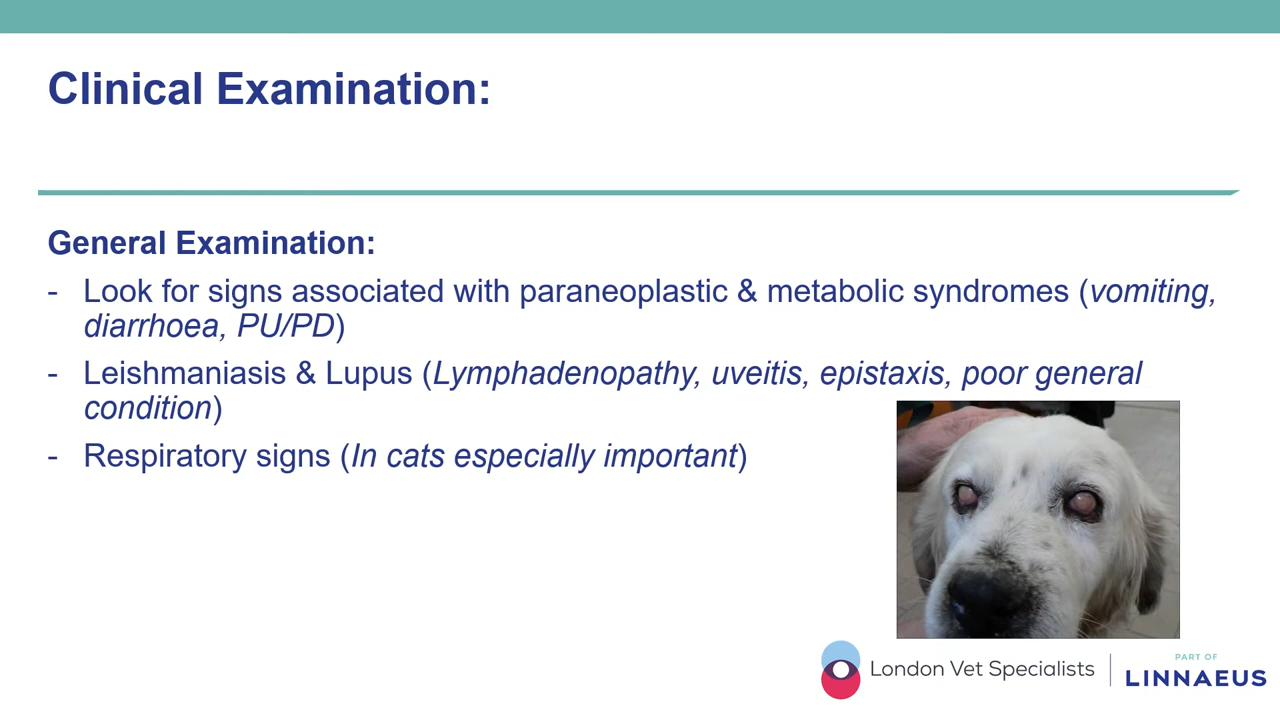 Clinical Examination:
General Examination:
- Look for signs associated with paraneoplastic & metabolic syndromes (vomiting,
diarrhoea, PU/PD)
- Leishmaniasis & Lupus (Lymphadenopathy, uveitis, epistaxis, poor general
condition)
- Respiratory signs (In cats especially important)
London Vet Specialists
PART OF
LINNAEUS